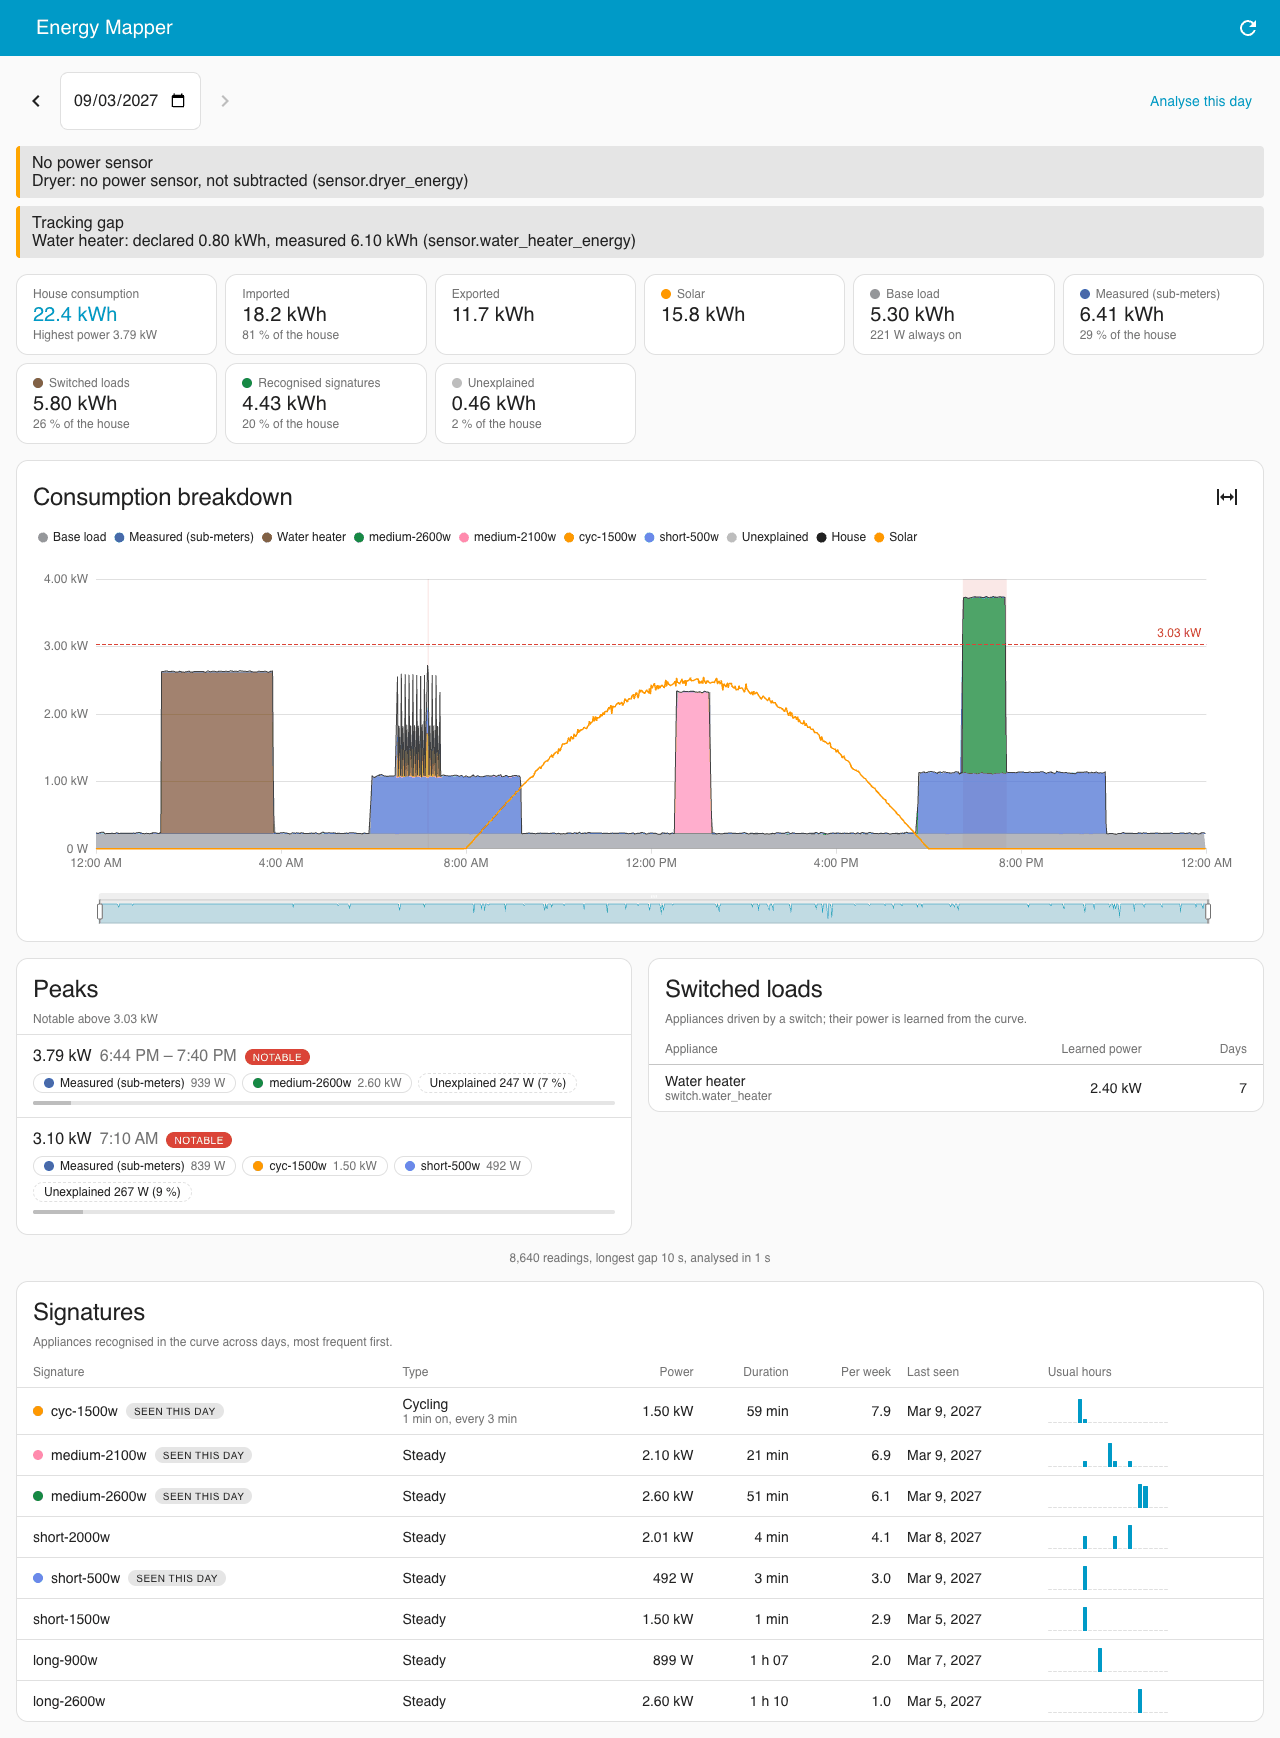 Energy Mapper
09/03/2027
Analyse this day
No power sensor
Dryer: no power sensor, not subtracted (sensor.dryer_energy)
Tracking gap
Water heater: declared 0.80 kWh, measured 6.10 kWh (sensor.water_heater_energy)
House consumption
22.4 kWh
Highest power 3.79 kW
Imported
18.2 kWh
81 % of the house
Exported
11.7 kWh
Solar
15.8 kWh
Base load
5.30 kWh
221 W always on
Measured (sub-meters)
6.41 kWh
29 % of the house
Switched loads
5.80 kWh
26 % of the house
Recognised signatures
4.43 kWh
20 % of the house
Unexplained
0.46 kWh
2 % of the house
Consumption breakdown
Base load Measured (sub-meters) Water heater medium-2600w medium-2100w cyc-1500w short-500w Unexplained House Solar
4.00 kW
3.00 kW
3.03 kW
2.00 kW
1.00 kW
0 W
12:00 AM 4:00 AM 8:00 AM 12:00 PM 4:00 PM 8:00 PM 12:00 AM
Peaks
Notable above 3.03 kW
3.79 kW 6:44 PM – 7:40 PM NOTABLE
Measured (sub-meters) 939 W medium-2600w 2.60 kW Unexplained 247 W (7 %)
3.10 kW 7:10 AM NOTABLE
Measured (sub-meters) 839 W cyc-1500w 1.50 kW short-500w 492 W
Unexplained 267 W (9 %)
Switched loads
Appliances driven by a switch; their power is learned from the curve.
Appliance Learned power Days
Water heater 2.40 kW 7
switch.water_heater
8,640 readings, longest gap 10 s, analysed in 1 s
Signatures
Appliances recognised in the curve across days, most frequent first.
Signature Type Power Duration Per week Last seen Usual hours
cyc-1500w SEEN THIS DAY Cycling 1.50 kW 59 min 7.9 Mar 9, 2027
1 min on, every 3 min
medium-2100w SEEN THIS DAY Steady 2.10 kW 21 min 6.9 Mar 9, 2027
medium-2600w SEEN THIS DAY Steady 2.60 kW 51 min 6.1 Mar 9, 2027
short-2000w Steady 2.01 kW 4 min 4.1 Mar 8, 2027
short-500w SEEN THIS DAY Steady 492 W 3 min 3.0 Mar 9, 2027
short-1500w Steady 1.50 kW 1 min 2.9 Mar 5, 2027
long-900w Steady 899 W 1 h 07 2.0 Mar 7, 2027
long-2600w Steady 2.60 kW 1 h 10 1.0 Mar 5, 2027